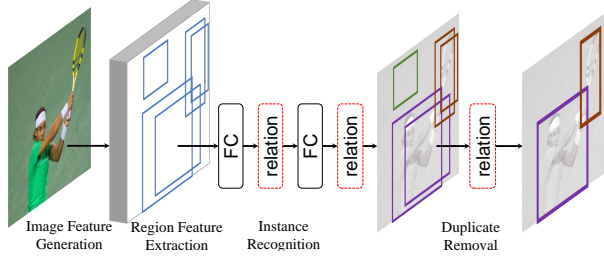 FC
relation
FC
relation
relation
Image Feature
Generation
Region Feature
Extraction
Instance
Recognition
Duplicate
Removal